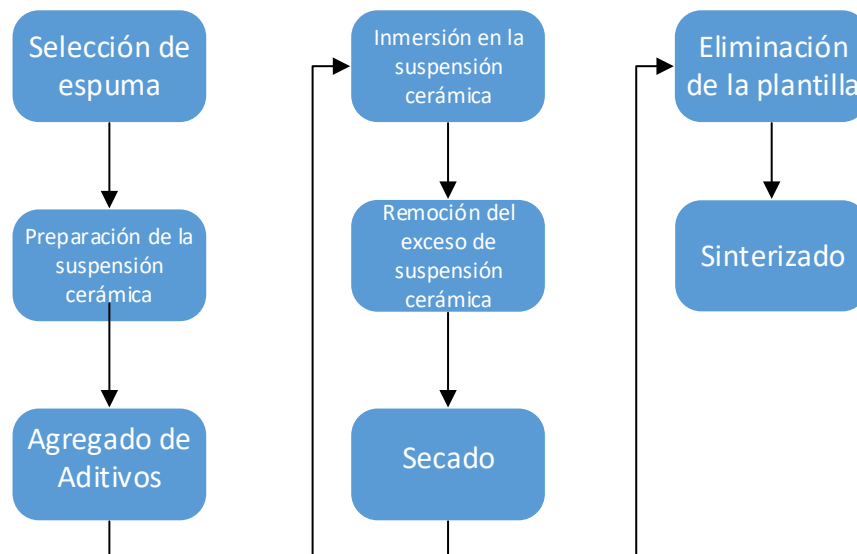 Selección de
espuma
Preparación de la
suspensión
cerámica
Agregado de
Aditivos
Inmersión en la
suspensión
cerámica
Remoción del
exceso de
suspensión
cerámica
Secado
Eliminación
de la plantilla
Sinterizado